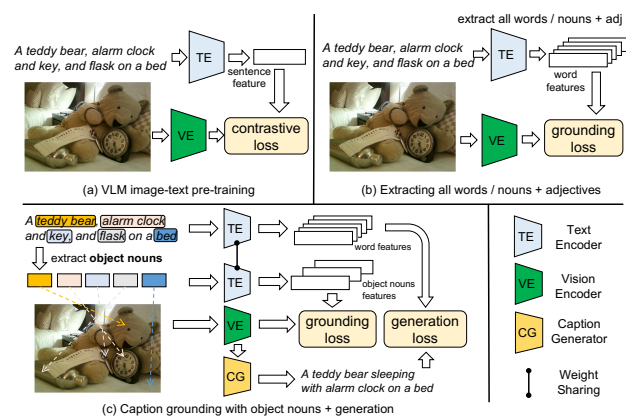 A teddy bear, alarm clock
and key, and flask on a bed
TE
sentence
feature
VE
contrastive
loss
(a) VLM image-text pre-training
extract all words / nouns + adj
A teddy bear, alarm clock
and key, and flask on a bed
TE
word
features
VE
grounding
loss
(b) Extracting all words / nouns + adjectives
A teddy bear, alarm clock
and key, and flask on a bed
extract object nouns
TE
word features
TE
object nouns
features
VE
grounding
loss
generation
loss
CG
A teddy bear sleeping
with alarm clock on a bed
(c) Caption grounding with object nouns + generation
TE
Text
Encoder
VE
Vision
Encoder
CG
Caption
Generator
Weight
Sharing